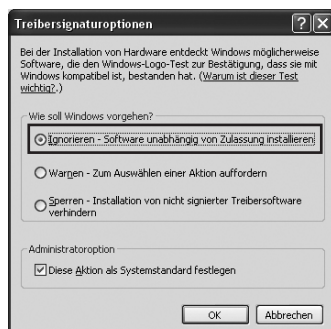 Treibersignaturoptionen
Bei der Installation von Hardware entdeckt Windows möglicherweise
Software, die den Windows-Logo-Test zur Bestätigung, dass sie mit
Windows kompatibel ist, bestanden hat. (Warum ist dieser Test
wichtig?.)
Wie soll Windows vorgehen?
Ignorieren - Software unabhängig von Zulassung installieren
Warnen - Zum Auswählen einer Aktion auffordern
Sperren - Installation von nicht signierter Treibersoftware
verhindern
Administratoroption
Diese Aktion als Systemstandard festlegen
OK
Abbrechen